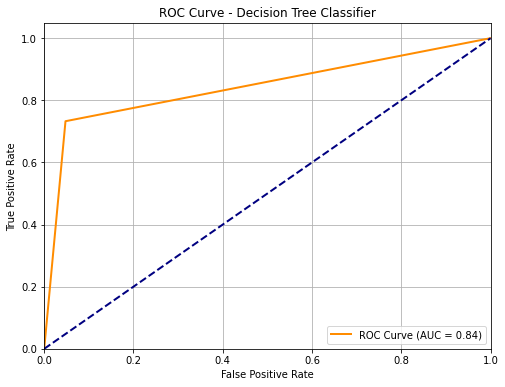 ROC Curve - Decision Tree Classifier
True Positive Rate
1.0
0.8
0.6
0.4
0.2
0.0
ROC Curve (AUC = 0.84)
0.0 0.2 0.4 0.6 0.8 1.0
False Positive Rate